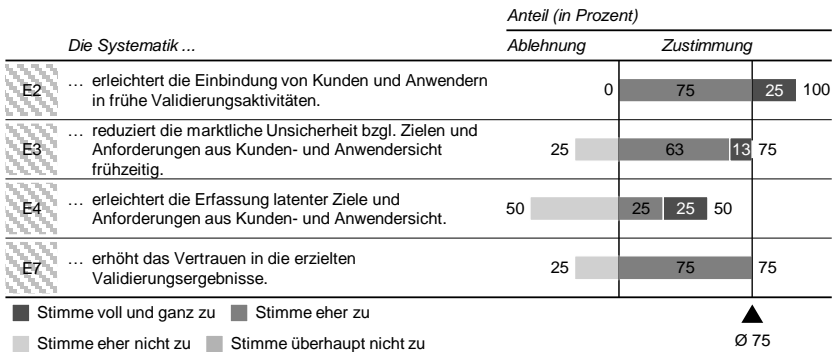 Anteil (in Prozent)
Die Systematik ... Ablehnung Zustimmung
E2 … erleichtert die Einbindung von Kunden und Anwendern
in frühe Validierungsaktivitäten. 0 75 25 100
E3 … reduziert die marktliche Unsicherheit bzgl. Zielen und
Anforderungen aus Kunden- und Anwendersicht 25 63 13 75
frühzeitig.
E4 … erleichtert die Erfassung latenter Ziele und
Anforderungen aus Kunden- und Anwendersicht. 50 25 25 50
E7 … erhöht das Vertrauen in die erzielten
Validierungsergebnisse. 25 75 75
Stimme voll und ganz zu Stimme eher zu
Stimme eher nicht zu Stimme überhaupt nicht zu Ø 75